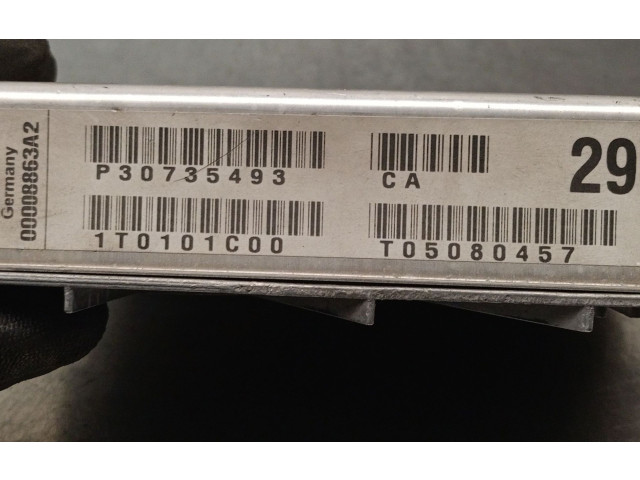 Germany
00008863A2
P30735493
CA
29
1T0101C00
T05080457